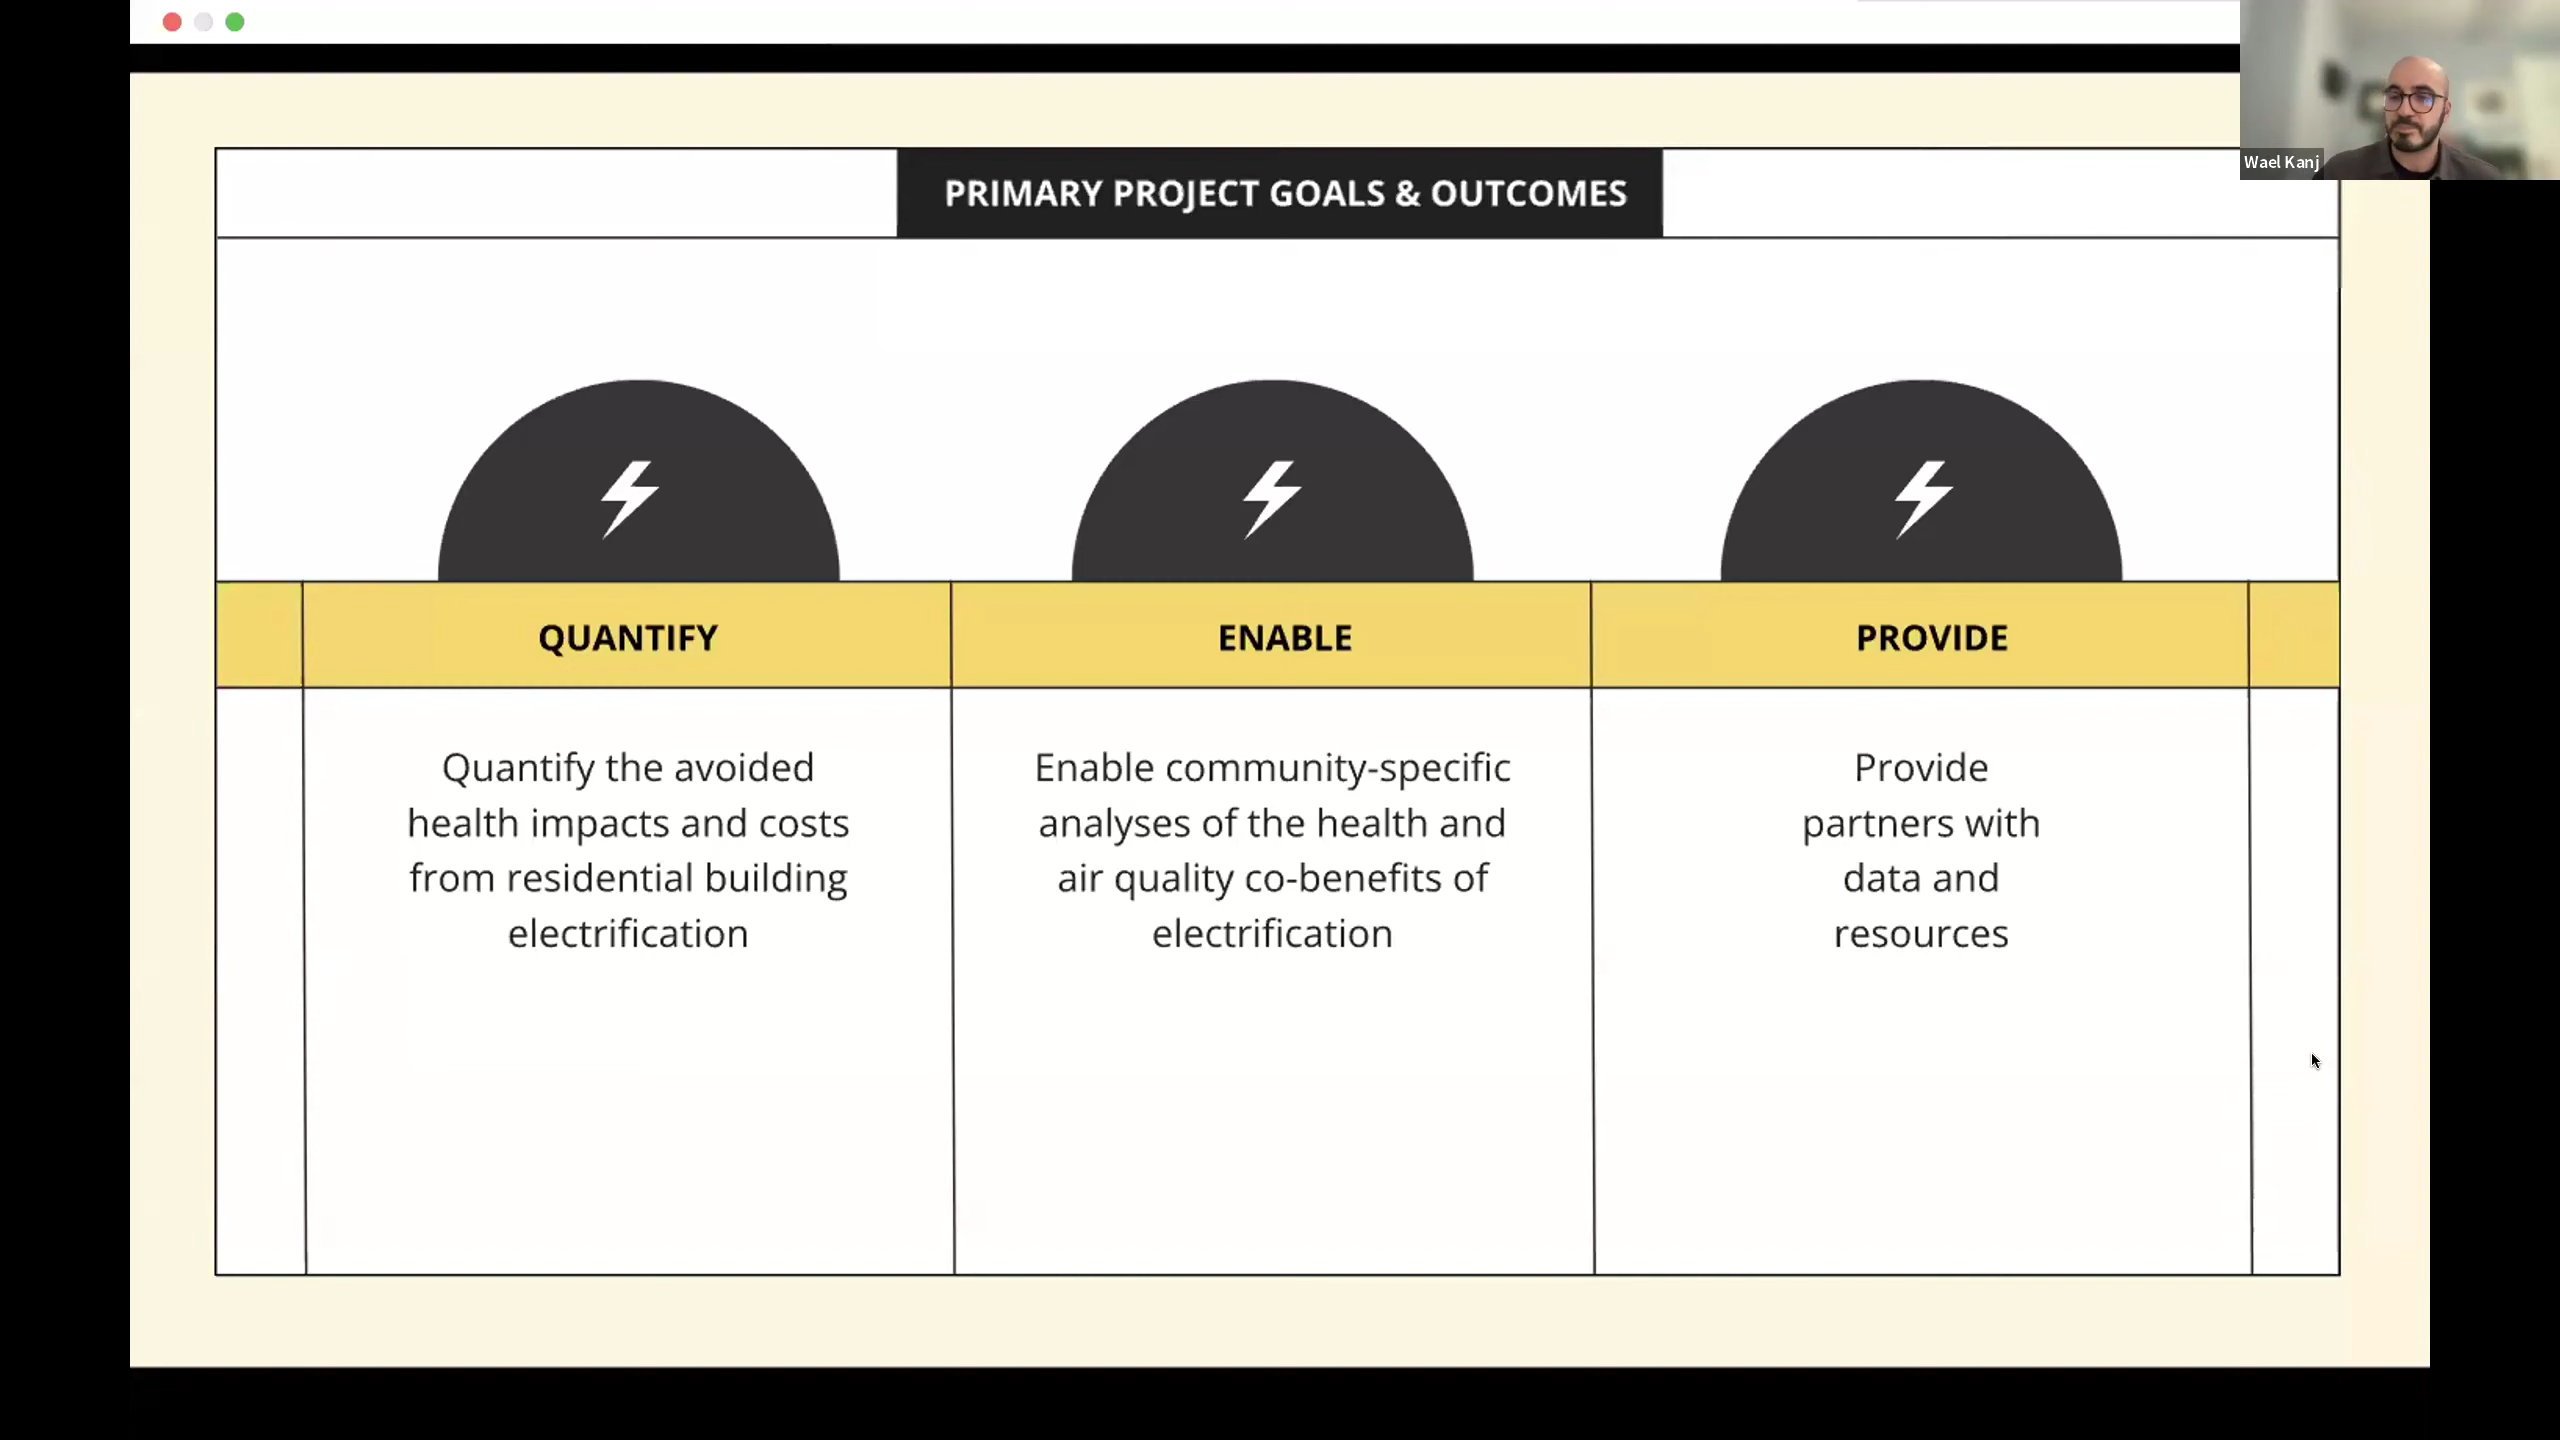 Wael Kanj
PRIMARY PROJECT GOALS & OUTCOMES
QUANTIFY
ENABLE
PROVIDE
Quantify the avoided
health impacts and costs
from residential building
electrification
Enable community-specific
analyses of the health and
air quality co-benefits of
electrification
Provide
partners with
data and
resources